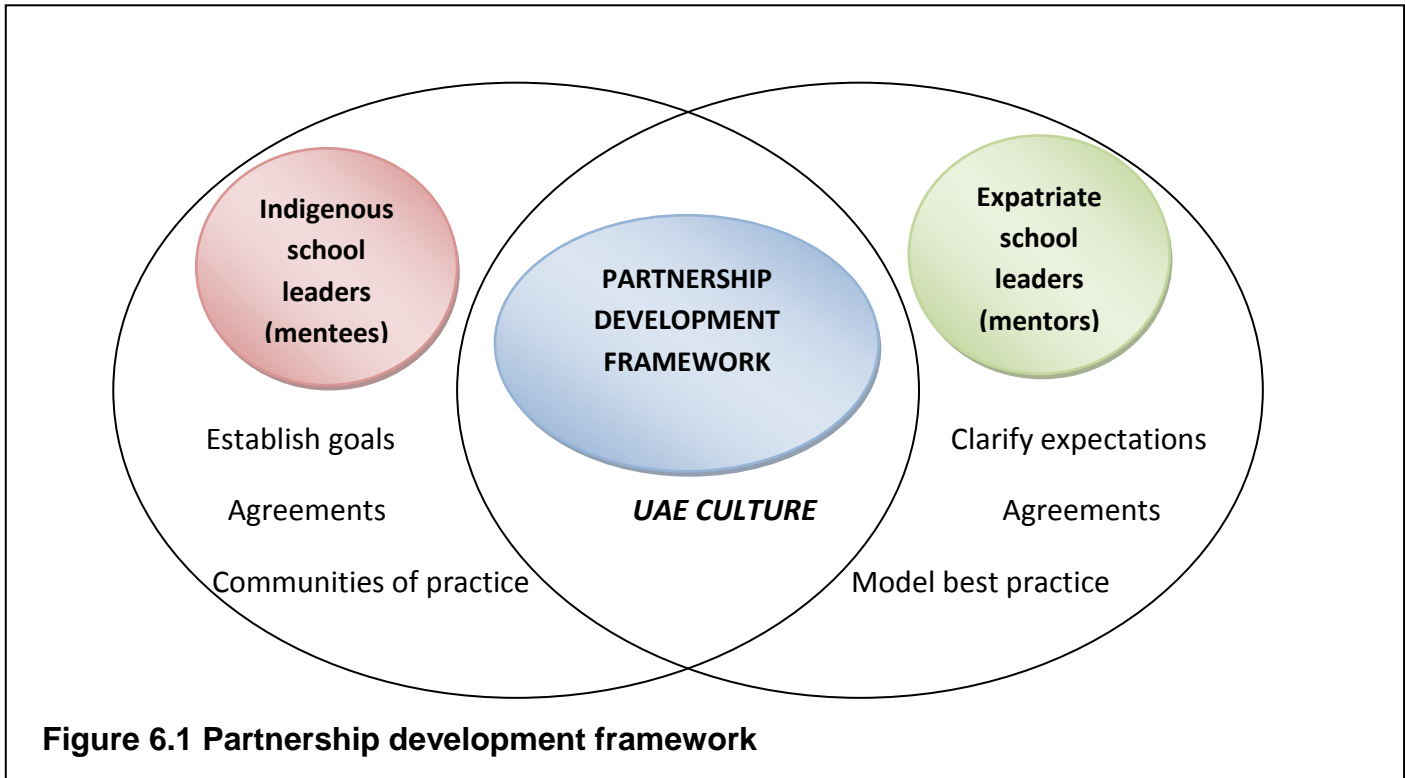 Indigenous
school
leaders
(mentees)
PARTNERSHIP
DEVELOPMENT
FRAMEWORK
Expatriate
school
leaders
(mentors)
Establish goals
Clarify expectations
Agreements
UAE CULTURE
Agreements
Communities of practice
Model best practice
Figure 6.1 Partnership development framework